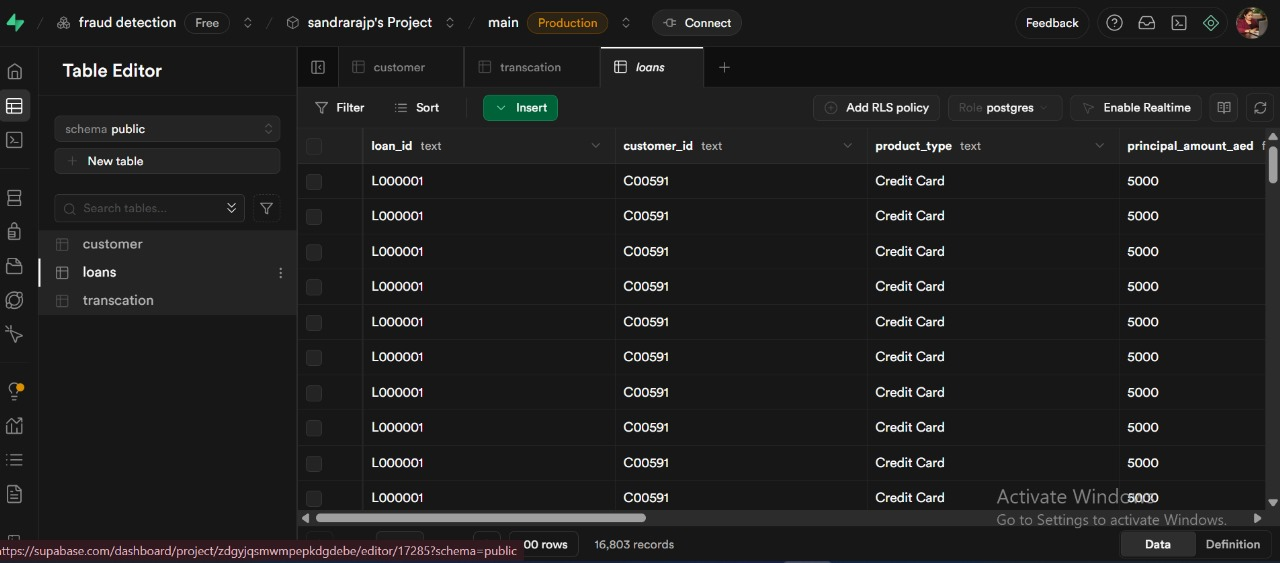 fraud detection Free sandrarajp's Project main Production Connect Feedback
Table Editor
customer transcation loans
Filter Sort Insert Add RLS policy Role postgres Enable Realtime
schema public
New table
Search tables...
customer
loans
transcation
loan_id text customer_id text product_type text principal_amount_aed
L000001 C00591 Credit Card 5000
L000001 C00591 Credit Card 5000
L000001 C00591 Credit Card 5000
L000001 C00591 Credit Card 5000
L000001 C00591 Credit Card 5000
L000001 C00591 Credit Card 5000
L000001 C00591 Credit Card 5000
L000001 C00591 Credit Card 5000
L000001 C00591 Credit Card 5000
L000001 C00591 Credit Card 5000
Activate Windows
Go to Settings to activate Windows.
ttps://supabase.com/dashboard/project/zdgyjqsmwmpepkdgdebe/editor/17285?schema=public
00 rows 16,803 records Data Definition